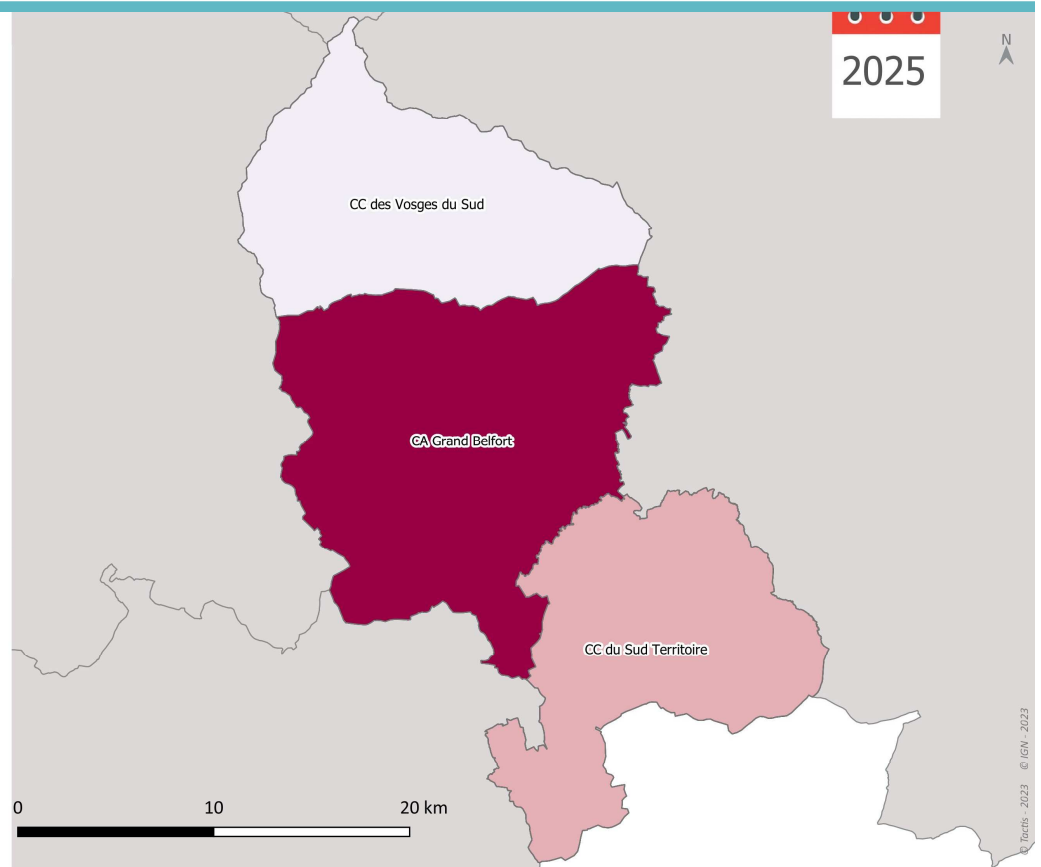 2025
N
CC des Vosges du Sud
CA Grand Belfort
CC du Sud Territoire
0 10 20 km
© Tactis - 2023 © IGN - 2023